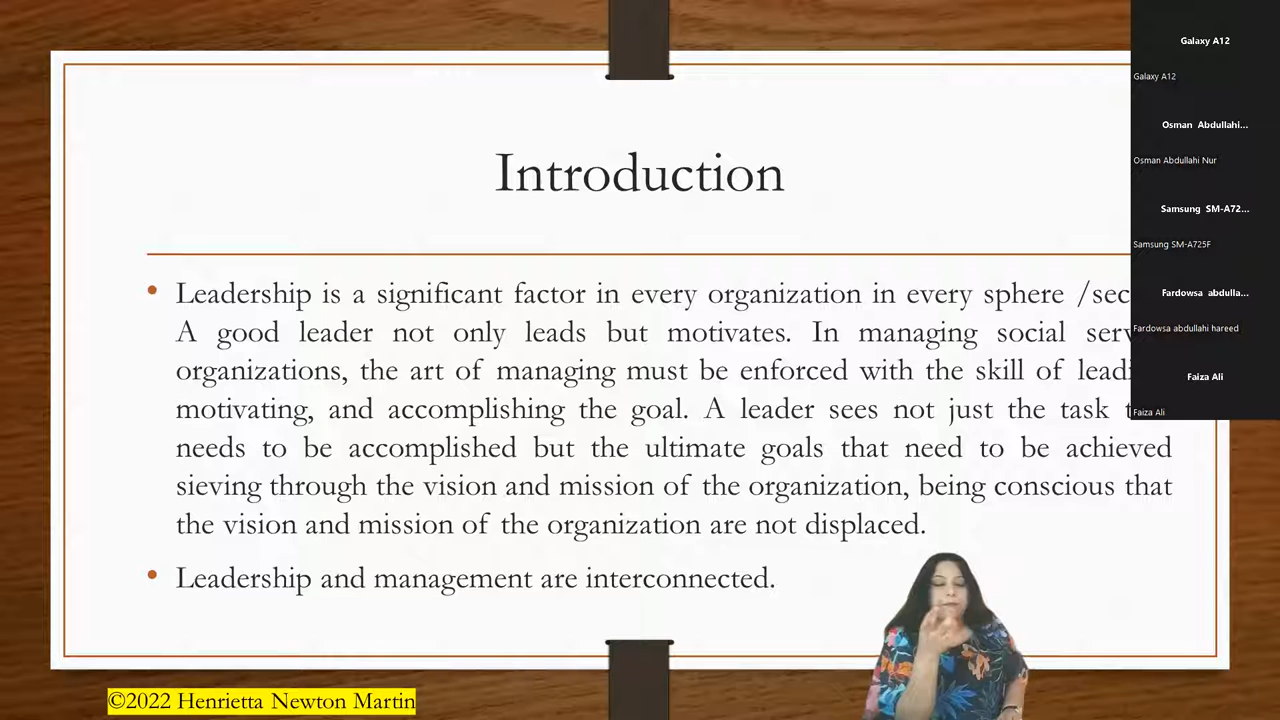 Introduction
• Leadership is a significant factor in every organization in every sphere /sec
A good leader not only leads but motivates. In managing social serv
organizations, the art of managing must be enforced with the skill of leadi
motivating, and accomplishing the goal. A leader sees not just the task
needs to be accomplished but the ultimate goals that need to be achieved
sieving through the vision and mission of the organization, being conscious that
the vision and mission of the organization are not displaced.
• Leadership and management are interconnected.
©2022 Henrietta Newton Martin
Galaxy A12
Galaxy A12
Osman Abdullahi...
Osman Abdullahi Nur
Samsung SM-A72...
Samsung SM-A725F
Fardowsa abdulla...
Fardowsa abdullahi hareed
Faiza Ali
Faiza Ali